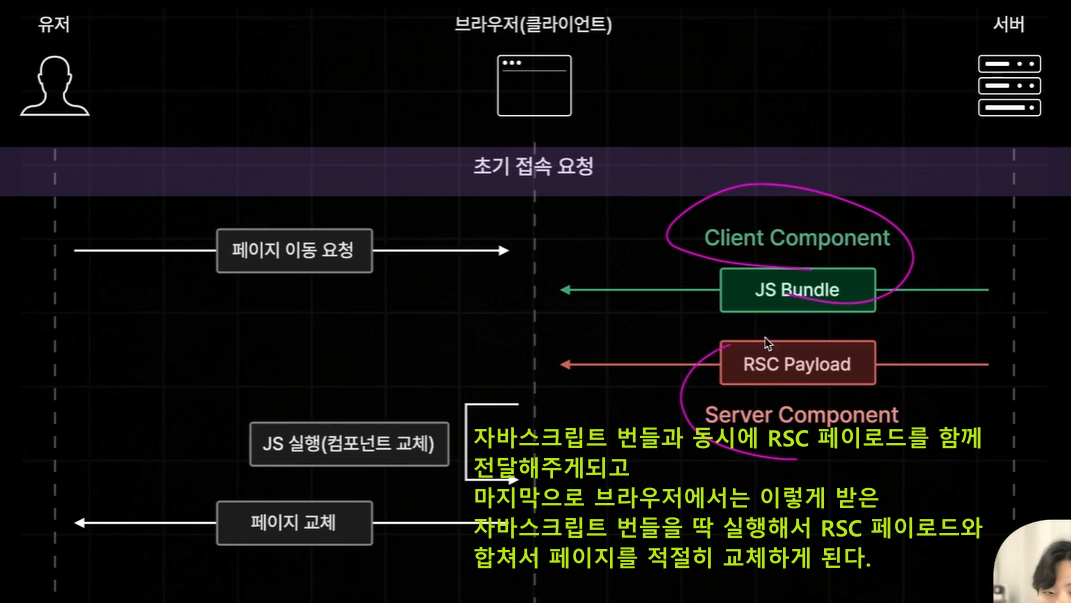 유저
브라우저(클라이언트)
서버
초기 접속 요청
페이지 이동 요청
Client Component
JS Bundle
RSC Payload
Server Component
JS 실행(컴포넌트 교체)
자바스크립트 번들과 동시에 RSC 페이로드를 함께
전달해주게되고
마지막으로 브라우저에서는 이렇게 받은
자바스크립트 번들을 딱 실행해서 RSC 페이로드와
합쳐서 페이지를 적절히 교체하게 된다.
페이지 교체